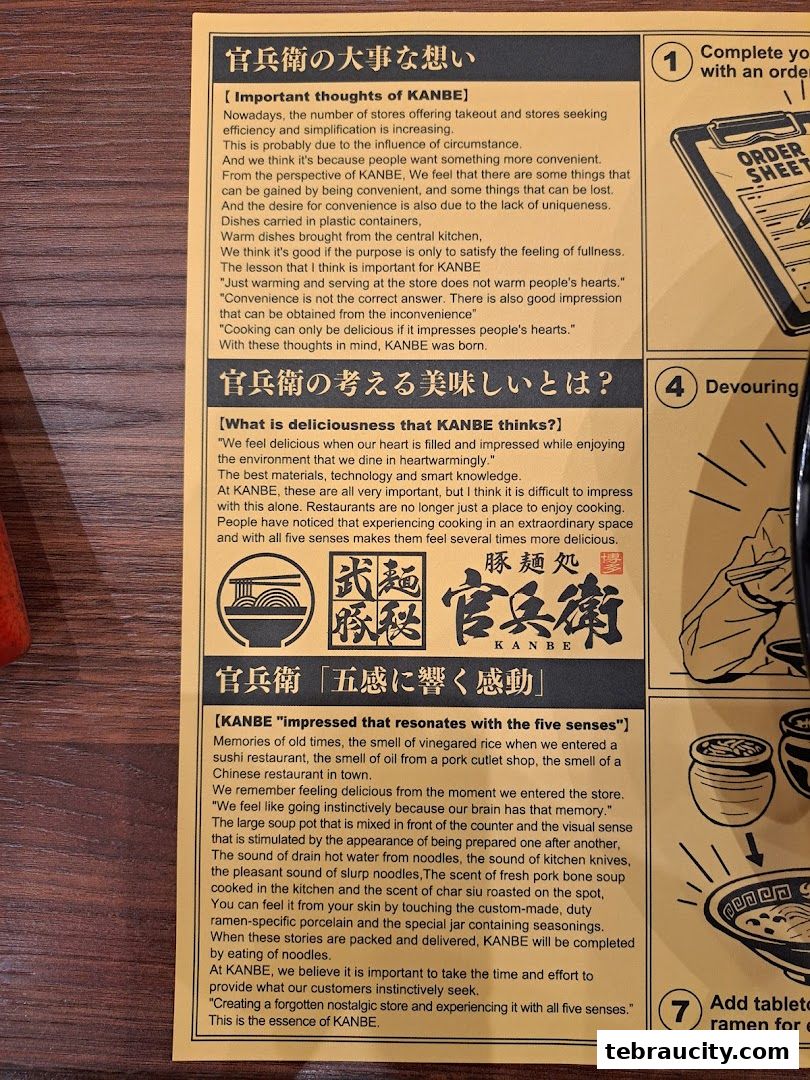 官兵衛の大事な想い
【 Important thoughts of KANBE】
Nowadays, the number of stores offering takeout and stores seeking
efficiency and simplification is increasing.
This is probably due to the influence of circumstance.
And we think it's because people want something more convenient.
From the perspective of KANBE, We feel that there are some things that
can be gained by being convenient, and some things that can be lost.
And the desire for convenience is also due to the lack of uniqueness.
Dishes carried in plastic containers,
Warm dishes brought from the central kitchen,
We think it's good if the purpose is only to satisfy the feeling of fullness.
The lesson that I think is important for KANBE
"Just warming and serving at the store does not warm people's hearts."
"Convenience is not the correct answer. There is also good impression
that can be obtained from the inconvenience"
"Cooking can only be delicious if it impresses people's hearts."
With these thoughts in mind, KANBE was born.
官兵衛の考える美味しいとは？
【What is deliciousness that KANBE thinks?】
"We feel delicious when our heart is filled and impressed while enjoying
the environment that we dine in heartwarmingly."
The best materials, technology and smart knowledge.
At KANBE, these are all very important, but I think it is difficult to impress
with this alone. Restaurants are no longer just a place to enjoy cooking.
People have noticed that experiencing cooking in an extraordinary space
and with all five senses makes them feel several times more delicious.
武麺
豚秘
豚麺処 博多
官兵衛
KANBE
官兵衛「五感に響く感動」
【KANBE "impressed that resonates with the five senses"】
Memories of old times, the smell of vinegared rice when we entered a
sushi restaurant, the smell of oil from a pork cutlet shop, the smell of a
Chinese restaurant in town.
We remember feeling delicious from the moment we entered the store.
"We feel like going instinctively because our brain has that memory."
The large soup pot that is mixed in front of the counter and the visual sense
that is stimulated by the appearance of being prepared one after another,
The sound of drain hot water from noodles, the sound of kitchen knives,
the pleasant sound of slurp noodles,The scent of fresh pork bone soup
cooked in the kitchen and the scent of char siu roasted on the spot,
You can feel it from your skin by touching the custom-made, duty
ramen-specific porcelain and the special jar containing seasonings.
When these stories are packed and delivered, KANBE will be completed
by eating of noodles.
At KANBE, we believe it is important to take the time and effort to
provide what our customers instinctively seek.
"Creating a forgotten nostalgic store and experiencing it with all five senses."
This is the essence of KANBE.
1 Complete yo
with an orde
ORDER
SHEET
4 Devouring
7 Add tableto
ramen for
tebraucity.com